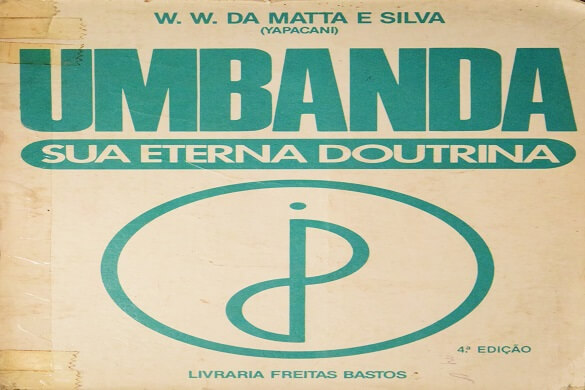 W. W. DA MATTA E SILVA
(YAPACANI)
UMBANDA
SUA ETERNA DOUTRINA
4.ª EDIÇÃO
LIVRARIA FREITAS BASTOS